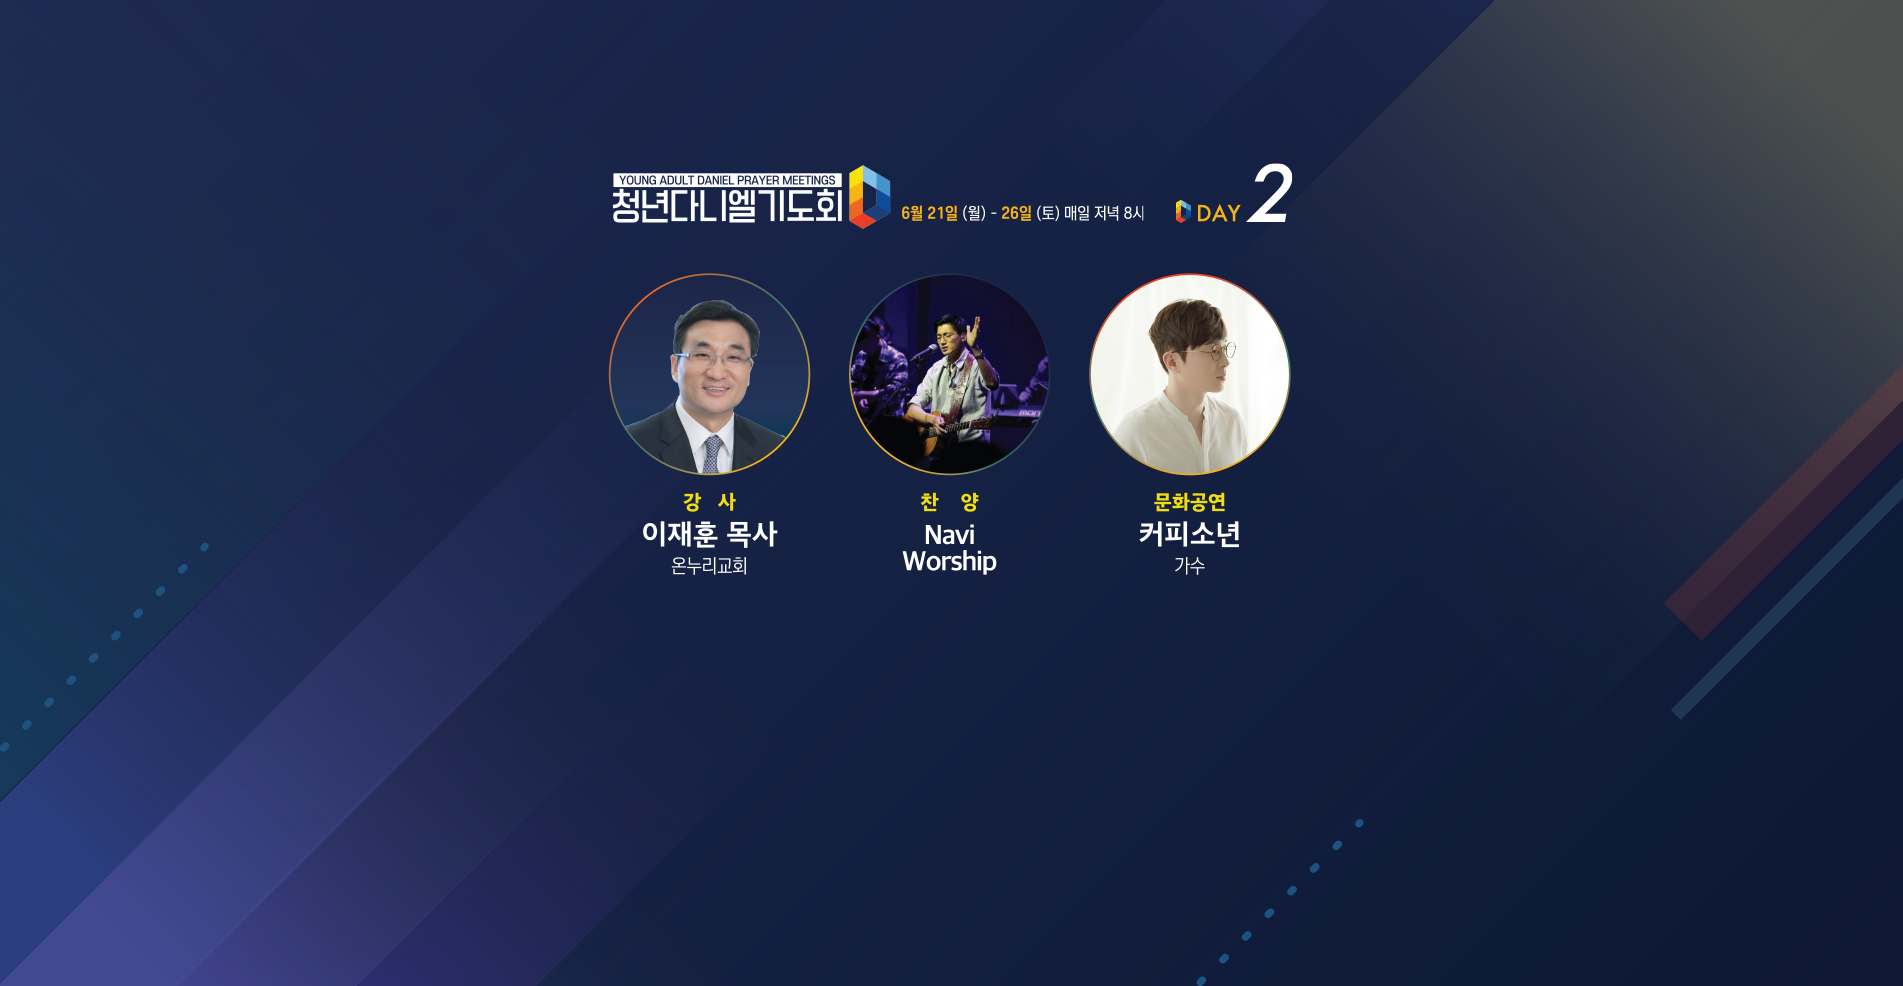 YOUNG ADULT DANIEL PRAYER MEETINGS
청년다니엘기도회
6월 21일 (월) - 26일 (토) 매일 저녁 8시
DAY 2
강 사
이재훈 목사
온누리교회
찬 양
Navi
Worship
문화공연
커피소년
가수